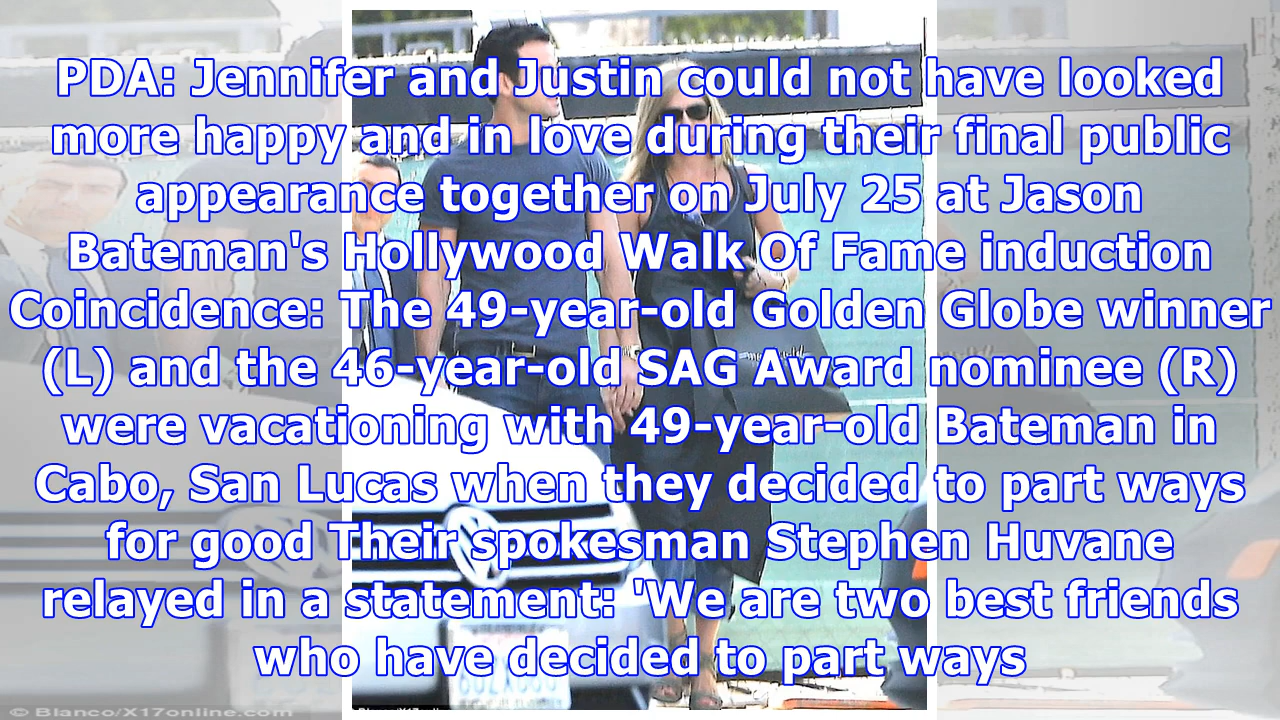 PDA: Jennifer and Justin could not have looked
more happy and in love during their final public
appearance together on July 25 at Jason
Bateman's Hollywood Walk Of Fame induction
Coincidence: The 49-year-old Golden Globe winner
(L) and the 46-year-old SAG Award nominee (R)
were vacationing with 49-year-old Bateman in
Cabo, San Lucas when they decided to part ways
for good Their spokesman Stephen Huvane
relayed in a statement: 'We are two best friends
who have decided to part ways
© Blanco/X17online.com